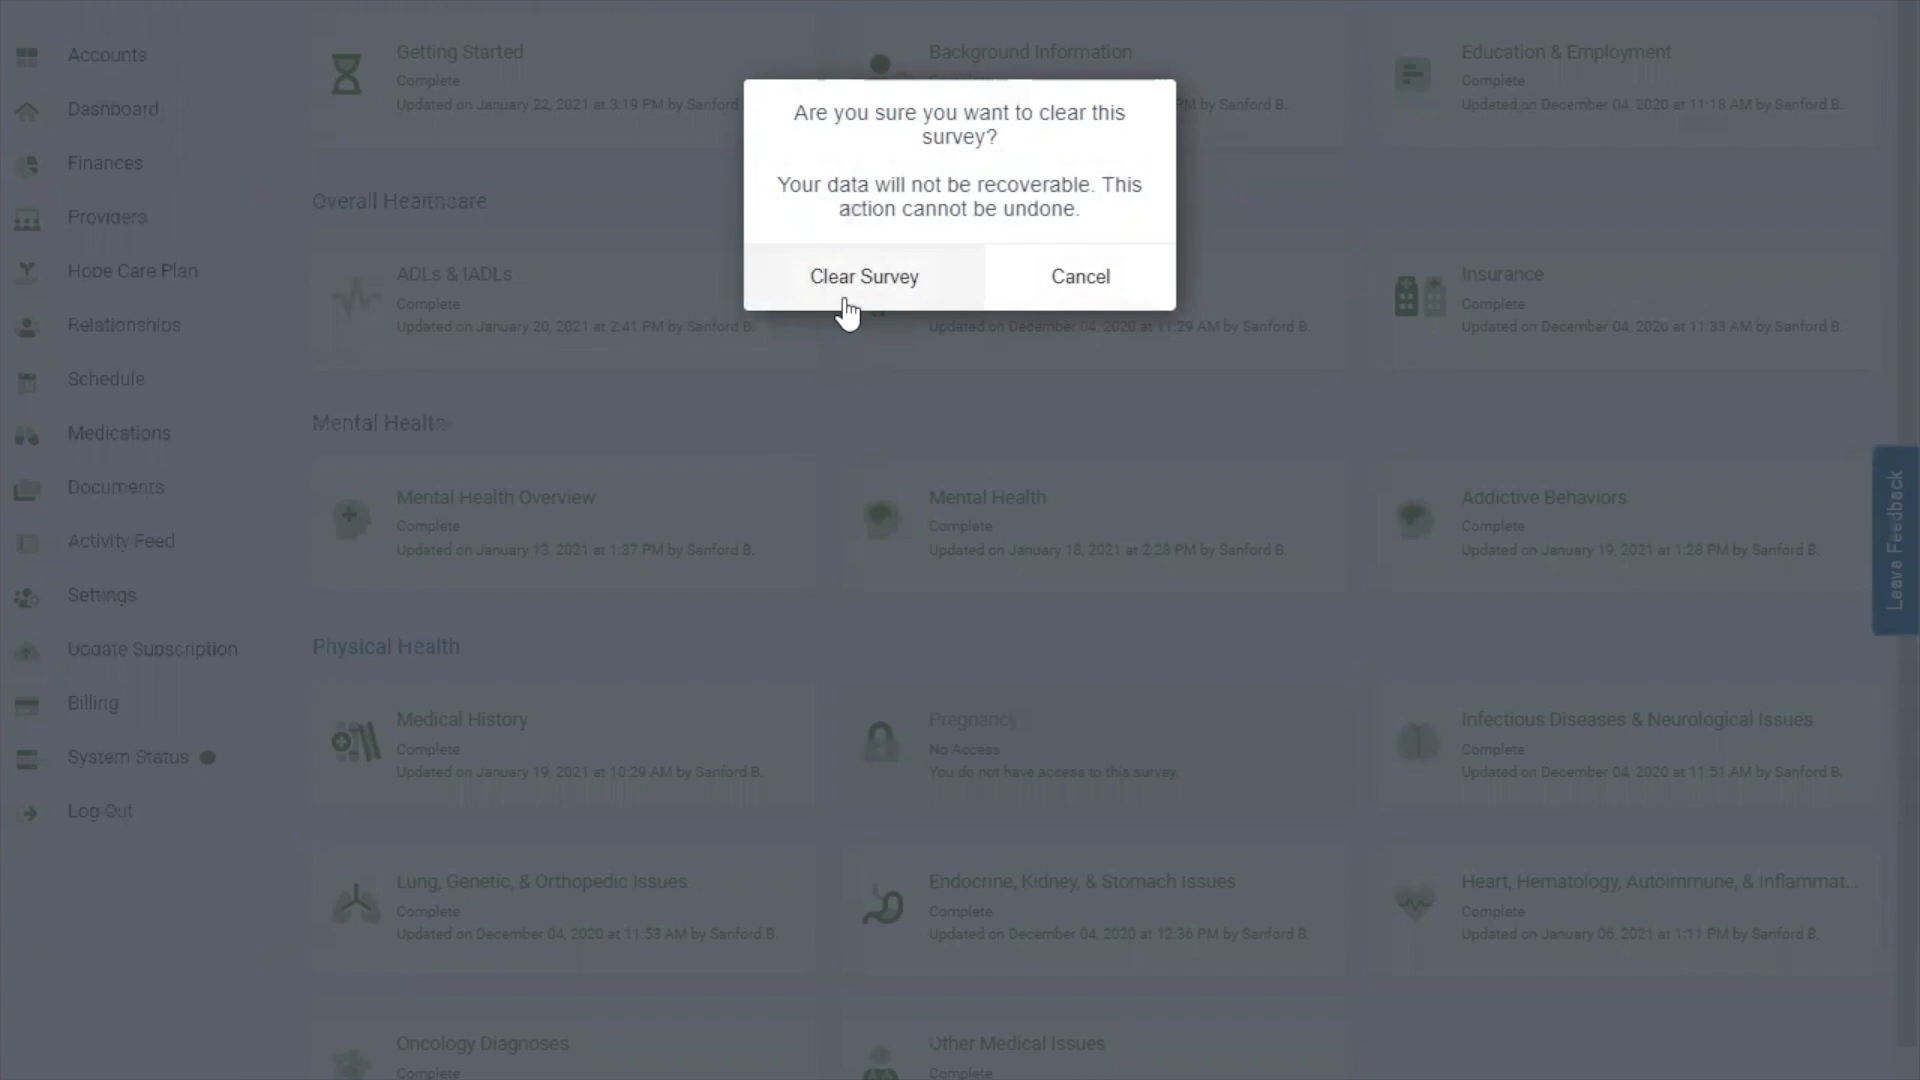 Accounts
Dashboard
Finances
Providers
Hope Care Plan
Relationships
Schedule
Medications
Documents
Activity Feed
Settings
Update Subscription
Billing
System Status
Log Out
Getting Started
Complete
Updated on January 22, 2021 at 3:19 PM by Sanford
Background Information
PM by Sanford B.
Education & Employment
Complete
Updated on December 04, 2020 at 11:18 AM by Sanford B.
Are you sure you want to clear this
survey?
Your data will not be recoverable. This
action cannot be undone.
Clear Survey
Cancel
Overall Healthcare
ADLs & IADLs
Complete
Updated on January 20, 2021 at 2:41 PM by Sanford B.
Updated on December 04, 2020 at 11:29 AM by Sanford B.
Insurance
Complete
Updated on December 04, 2020 at 11:33 AM by Sanford B.
Mental Health
Mental Health Overview
Complete
Updated on January 13, 2021 at 1:37 PM by Sanford B.
Mental Health
Complete
Updated on January 18, 2021 at 2:28 PM by Sanford B.
Addictive Behaviors
Complete
Updated on January 19, 2021 at 1:28 PM by Sanford B.
Physical Health
Medical History
Complete
Updated on January 19, 2021 at 10:29 AM by Sanford B.
Pregnancy
No Access
You do not have access to this survey.
Infectious Diseases & Neurological Issues
Complete
Updated on December 04, 2020 at 11:51 AM by Sanford B.
Lung, Genetic, & Orthopedic Issues
Complete
Updated on December 04, 2020 at 11:53 AM by Sanford B.
Endocrine, Kidney, & Stomach Issues
Complete
Updated on December 04, 2020 at 12:36 PM by Sanford B.
Heart, Hematology, Autoimmune, & Inflammat...
Complete
Updated on January 06, 2021 at 1:11 PM by Sanford B.
Oncology Diagnoses
Complete
Other Medical Issues
Complete
Leave Feedback